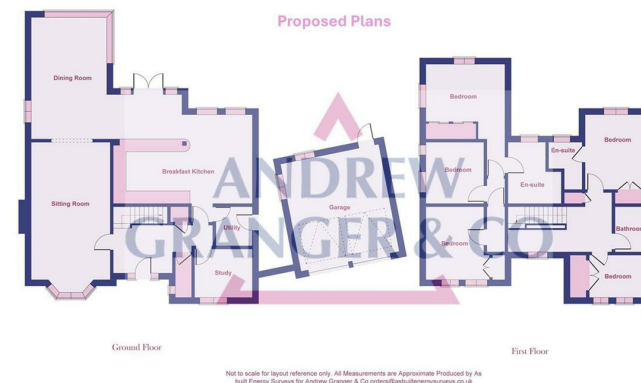 Proposed Plans
Dining Room
Bedroom
En-suite
Bedroom
Breakfast Kitchen
Bedroom
En-suite
Sitting Room
Garage
Utility
Bedroom
Bathroom
Study
Bedroom
ANDREW
GRANGER & CO
Ground Floor
First Floor
Not to scale for layout reference only. All Measurements are Approximate Produced by As
built Energy Surveys for Andrew Granger & Co orders@asbuiltenergysurveys.co.uk